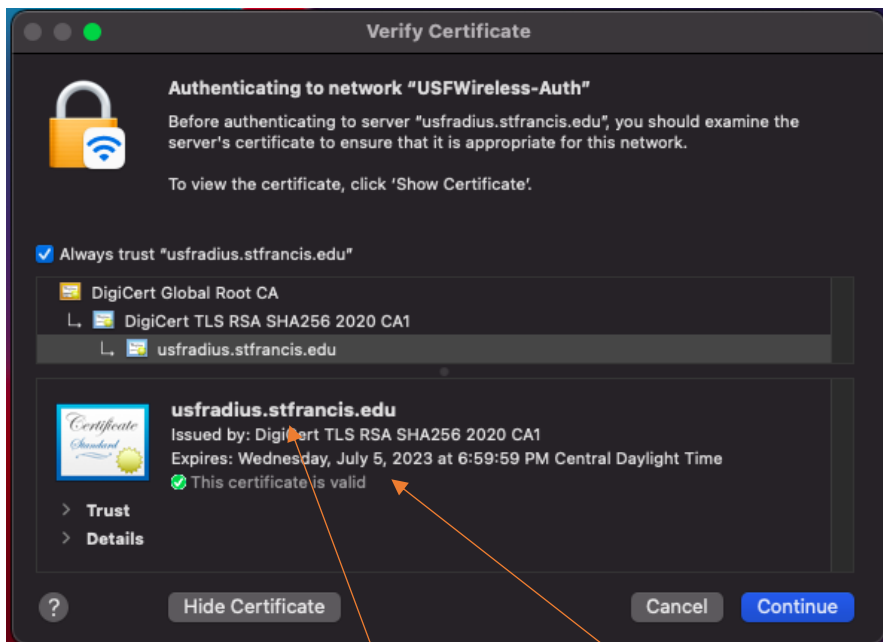 Verify Certificate
Authenticating to network “USFWireless-Auth”
Before authenticating to server “usfradius.stfrancis.edu”, you should examine the
server's certificate to ensure that it is appropriate for this network.
To view the certificate, click ‘Show Certificate’.
Always trust “usfradius.stfrancis.edu”
DigiCert Global Root CA
DigiCert TLS RSA SHA256 2020 CA1
usfradius.stfrancis.edu
Certificate
Standard
usfradius.stfrancis.edu
Issued by: DigiCert TLS RSA SHA256 2020 CA1
Expires: Wednesday, July 5, 2023 at 6:59:59 PM Central Daylight Time
This certificate is valid
> Trust
> Details
?
Hide Certificate
Cancel
Continue